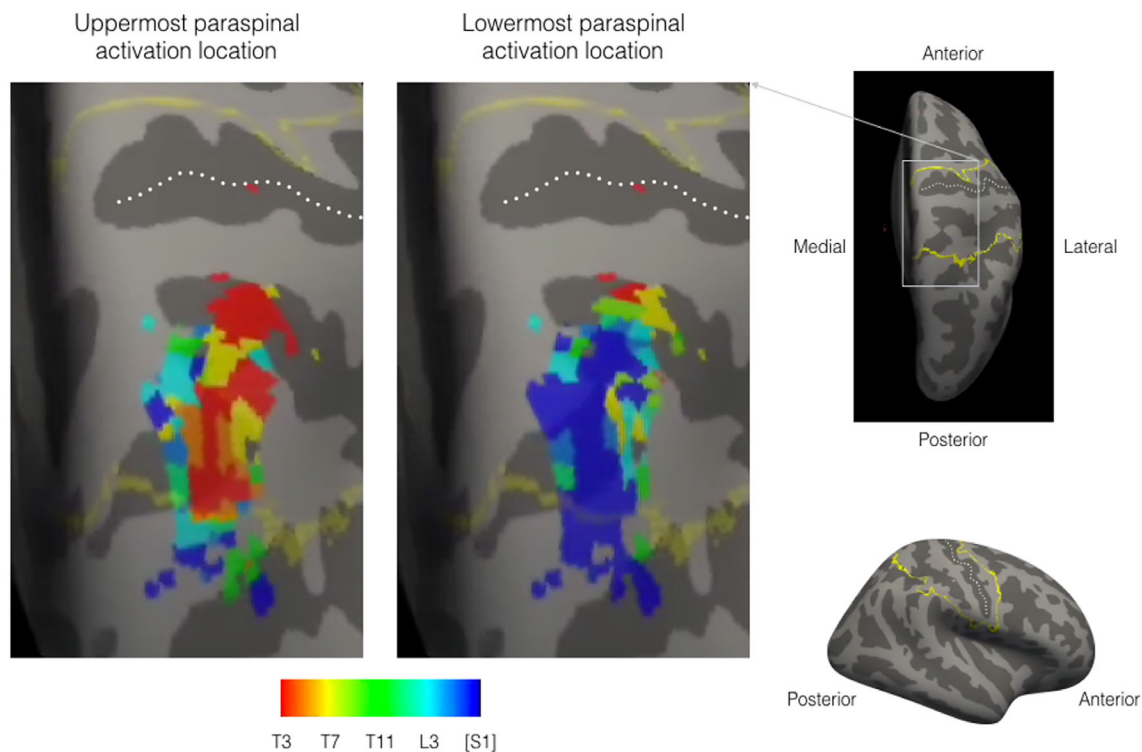 Uppermost paraspinal
activation location
Lowermost paraspinal
activation location
Anterior
Medial
Lateral
Posterior
Posterior
Anterior
T3 T7 T11 L3 [S1]